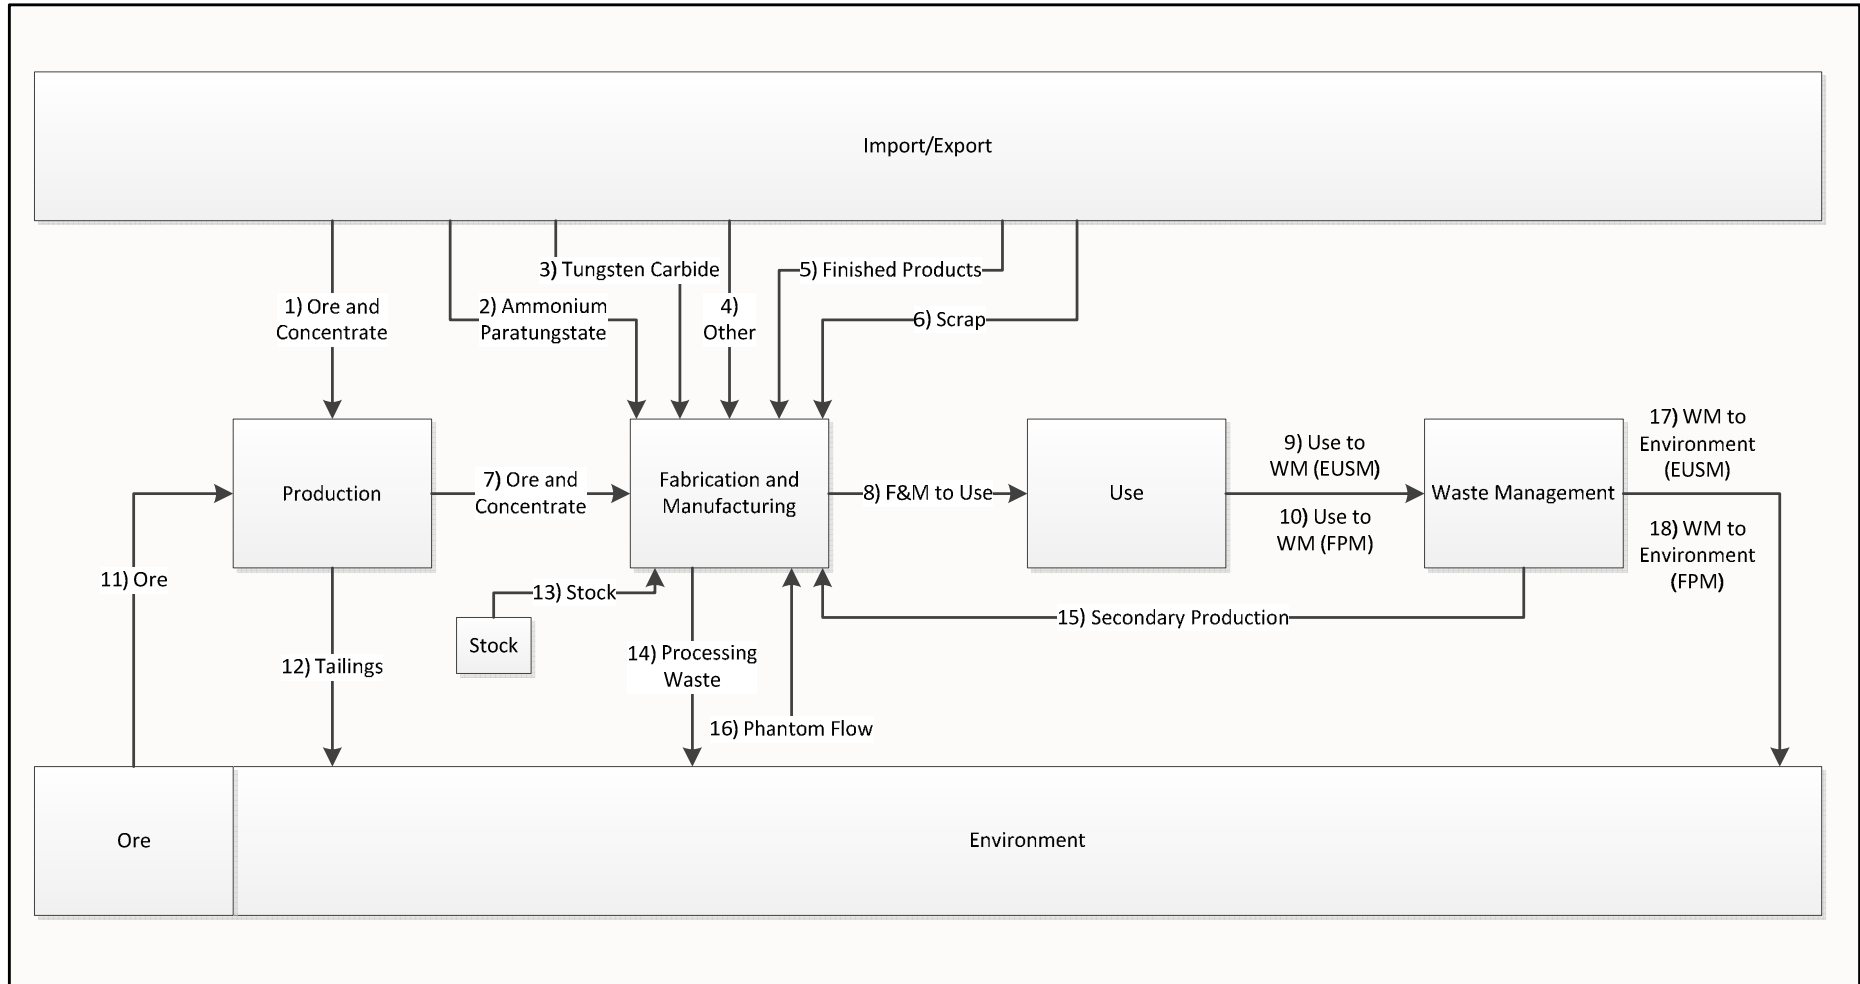 Import/Export
3) Tungsten Carbide
5) Finished Products
1) Ore and
Concentrate
2) Ammonium
Paratungstate
4)
Other
6) Scrap
Production
7) Ore and
Concentrate
Fabrication and
Manufacturing
8) F&M to Use
Use
9) Use to
WM (EUSM)
10) Use to
WM (FPM)
Waste Management
17) WM to
Environment
(EUSM)
18) WM to
Environment
(FPM)
11) Ore
13) Stock
Stock
15) Secondary Production
12) Tailings
14) Processing
Waste
16) Phantom Flow
Ore
Environment